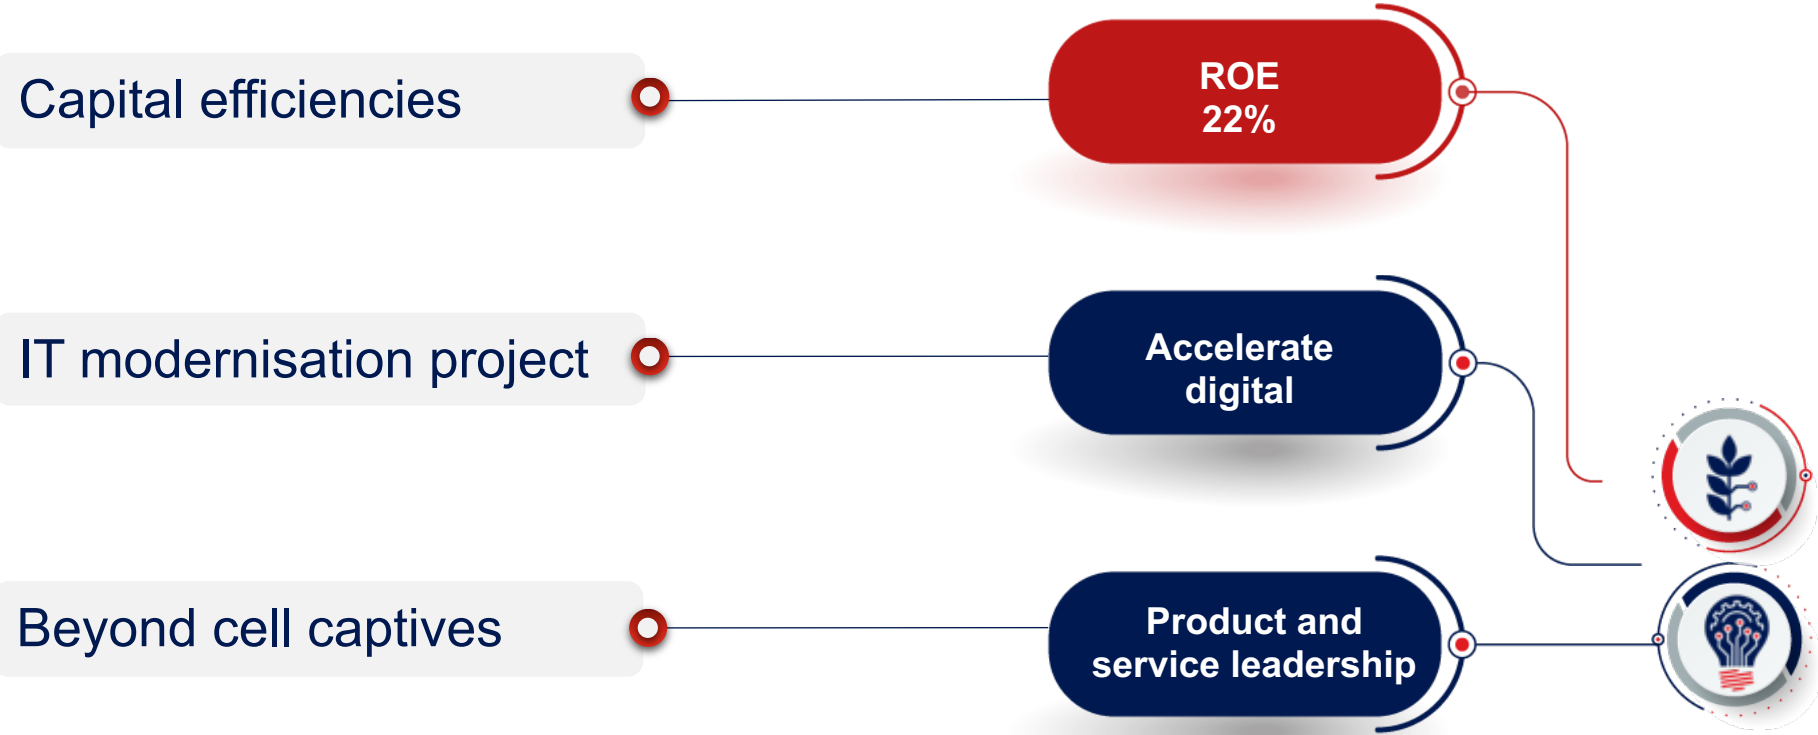 Capital efficiencies
ROE
22%
IT modernisation project
Accelerate
digital
Beyond cell captives
Product and
service leadership